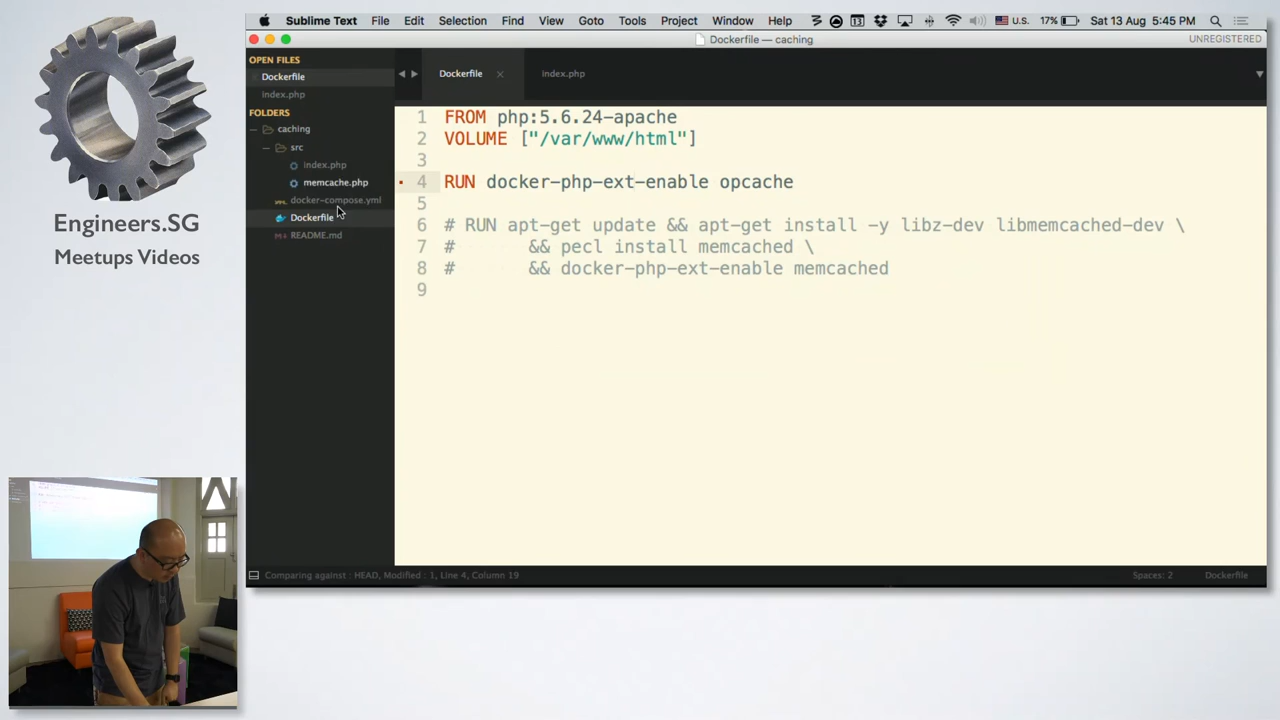 Sublime Text File Edit Selection Find View Goto Tools Project Window Help U.S. 17% Sat 13 Aug 5:45 PM
Dockerfile — caching
UNREGISTERED
OPEN FILES
Dockerfile
index.php
FOLDERS
caching
src
index.php
memcache.php
docker-compose.yml
Dockerfile
README.md
Dockerfile
index.php
1 FROM php:5.6.24-apache
2 VOLUME ["/var/www/html"]
3
4 RUN docker-php-ext-enable opcache
5
6 # RUN apt-get update && apt-get install -y libz-dev libmemcached-dev \
7 # && pecl install memcached \
8 # && docker-php-ext-enable memcached
9
Comparing against : HEAD, Modified : 1, Line 4, Column 19
Spaces: 2
Dockerfile
Engineers.SG
Meetups Videos